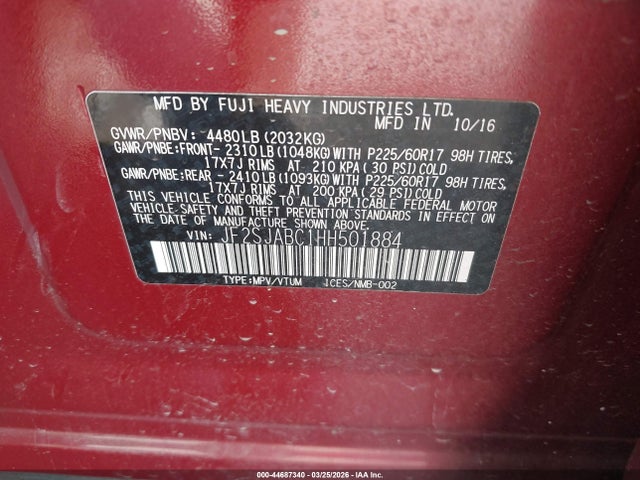 MFD BY FUJI HEAVY INDUSTRIES LTD.
MFD IN 10/16
GVWR/PNBV: 4480LB (2032KG)
GAWR/PNBE:FRONT- 2310LB (1048KG) WITH P225/60R17 98H TIRES,
17X7J RIMS AT 210 KPA( 30 PSI) COLD
GAWR/PNBE:REAR - 2410LB (1093KG) WITH P225/60R17 98H TIRES,
17X7J RIMS AT 200 KPA (29 PSI) COLD
THIS VEHICLE CONFORMS TO ALL APPLICABLE FEDERAL MOTOR
VEHICLE SAFETY AND THEFT PREVENTION STANDARDS IN EFFECT ON
THE DATE OF MANUFACTURE SHOWN ABOVE.
VIN: JF2SJABC1HH501884
TYPE:MPV/VTUM ICES/NMB-002
000-44687340 - 03/25/2026 - IAA Inc.